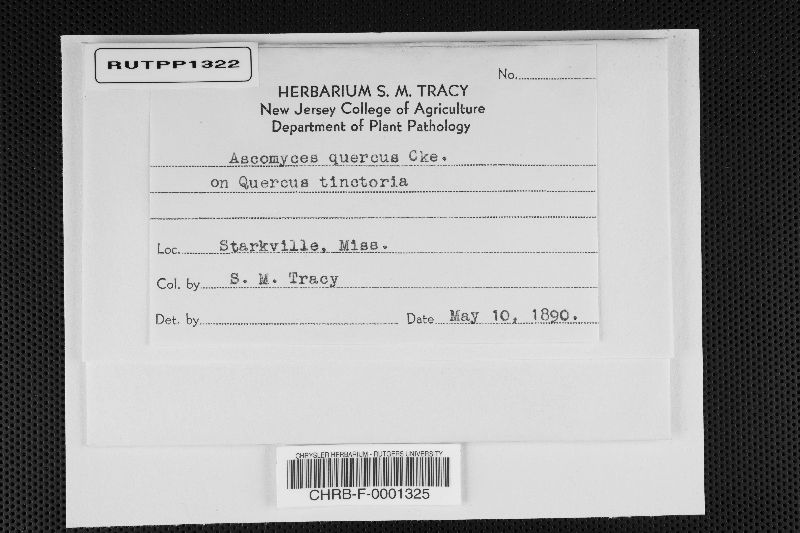 RUTPP1322
No.
HERBARIUM S. M. TRACY
New Jersey College of Agriculture
Department of Plant Pathology
Ascomyces quercus Cke.
on Quercus tinctoria
Loc. Starkville, Miss.
Col. by S. M. Tracy
Det. by Date May 10, 1890.
CHRYSLER HERBARIUM - RUTGERS UNIVERSITY
CHRB-F-0001325